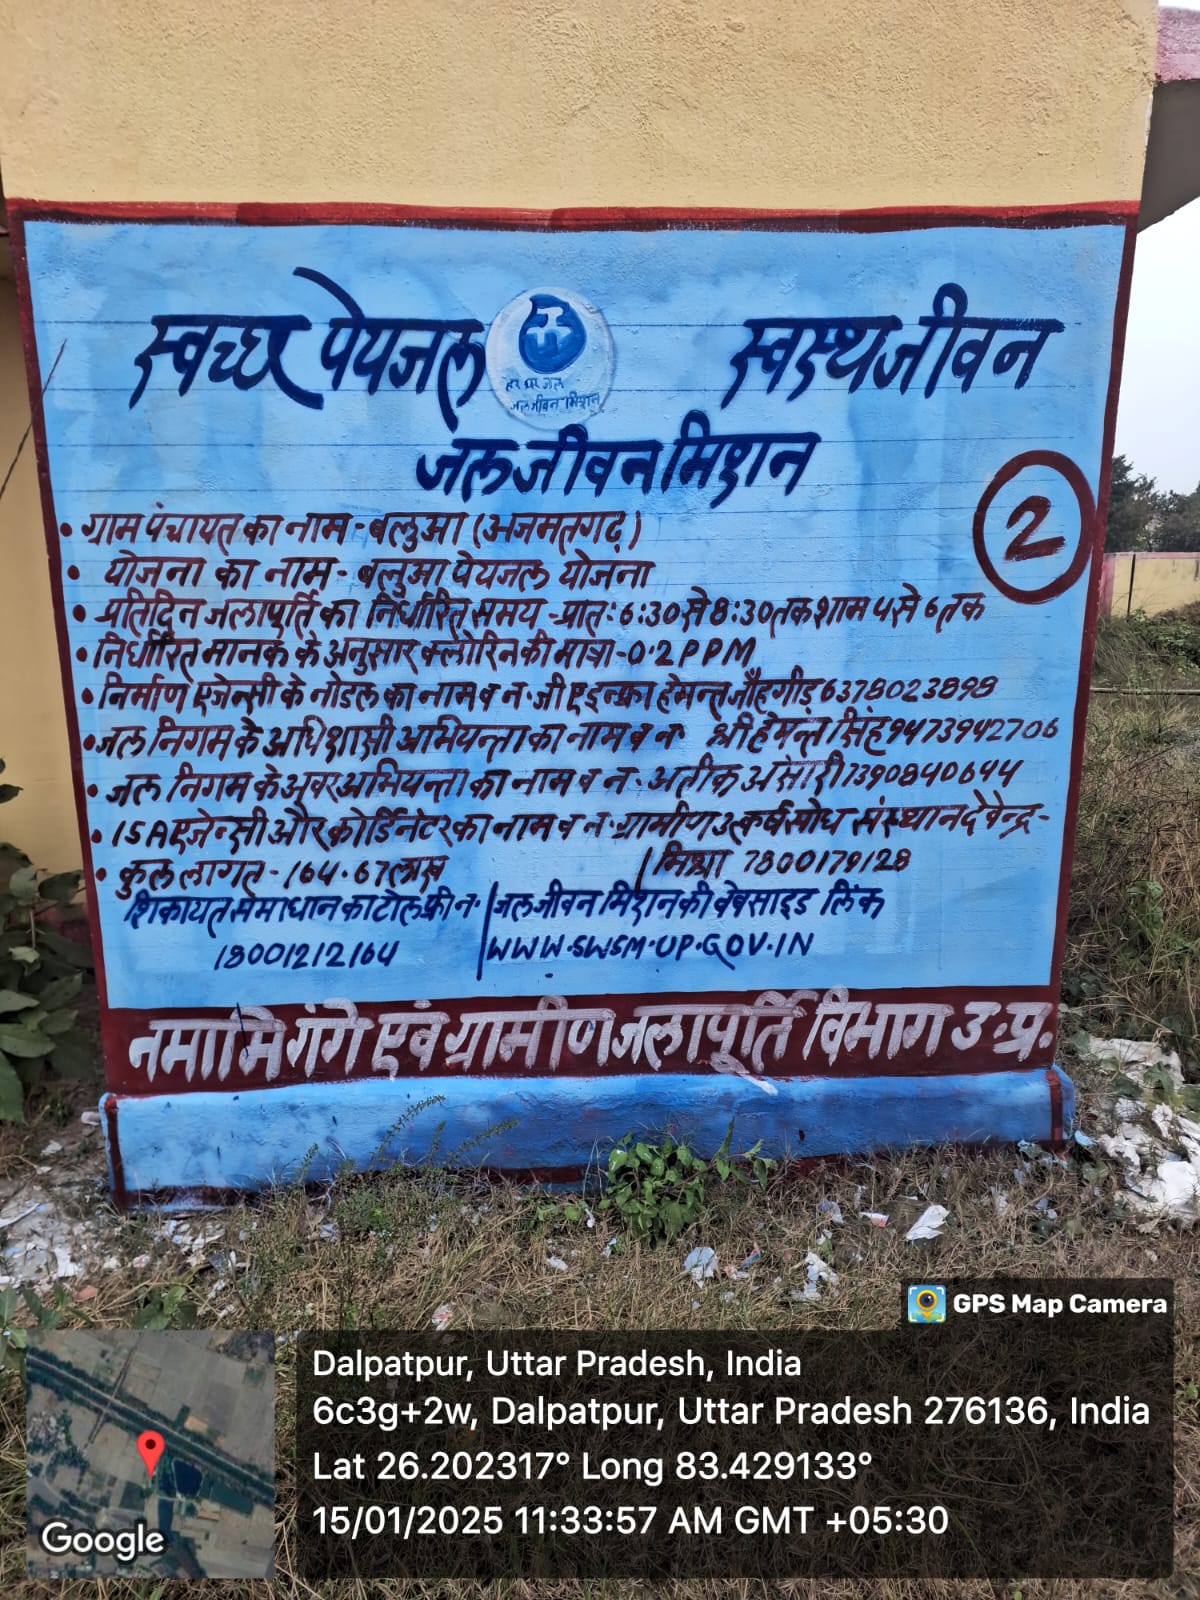 स्वच्छ पेयजल स्वस्थ जीवन
हर घर जल
जल जीवन मिशन
जल जीवन मिशन
2
• ग्राम पंचायत का नाम - बलुआ (अजमतगढ़)
• योजना का नाम - बलुआ पेयजल योजना
• प्रतिदिन जलापूर्ति का निर्धारित समय - प्रातः 6:30 से 8:30 तक शाम 4 से 6 तक
• निर्धारित मानक के अनुसार क्लोरिन की मात्रा - 0.2 PPM
• निर्माण एजेन्सी के नोडल का नाम व न. जी ए इन्फ्रा हेमन्त 6378023898
• जल निगम के अधिशासी अभियन्ता का नाम व न. श्री हेमन्त सिंह 9473942706
• जल निगम के अवर अभियन्ता का नाम व न. अतीक अंसारी 7390840644
• ISA एजेन्सी और कोर्डिनेटर का नाम व न. ग्रामीण उत्कर्ष सोध संस्थान देवेन्द्र-
मिश्रा 7800179128
• कुल लागत - 164.67 लाख
शिकायत समाधान का टोल फ्री न.
18001212164
जल जीवन मिशन की वेबसाइड लिंक
WWW.SWSM.UP.GOV.IN
नमामि गंगे एवं ग्रामीण जलापूर्ति विभाग उ.प्र.
GPS Map Camera
Dalpatpur, Uttar Pradesh, India
6c3g+2w, Dalpatpur, Uttar Pradesh 276136, India
Lat 26.202317° Long 83.429133°
15/01/2025 11:33:57 AM GMT +05:30
Google